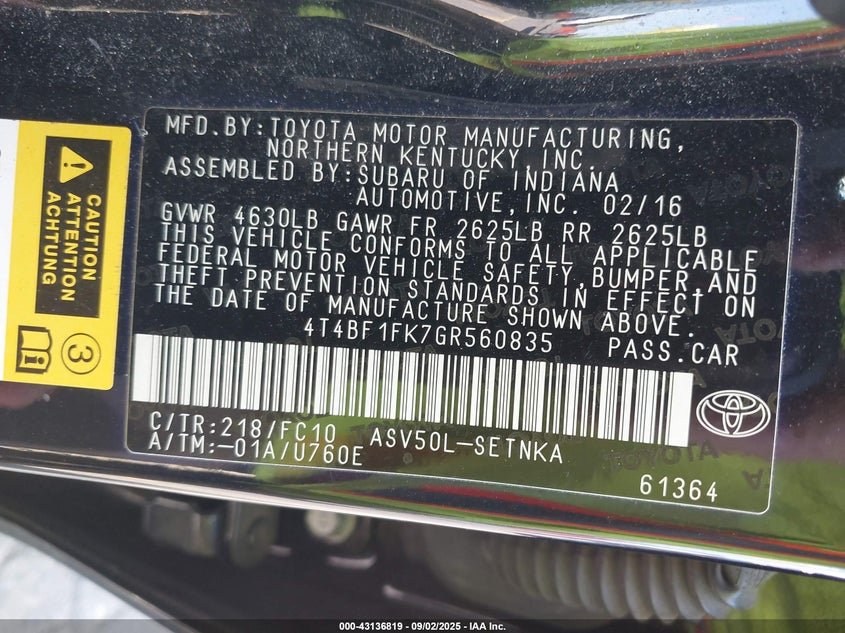 CAUTION
ATTENTION
ACHTUNG
3
MFD.BY:TOYOTA MOTOR MANUFACTURING,
NORTHERN KENTUCKY, INC.
ASSEMBLED BY:SUBARU OF INDIANA
AUTOMOTIVE,INC. 02/16
GVWR 4630LB GAWR FR 2625LB RR 2625LB
THIS VEHICLE CONFORMS TO ALL APPLICABLE
FEDERAL MOTOR VEHICLE SAFETY,BUMPER,AND
THEFT PREVENTION STANDARDS IN EFFECT ON
THE DATE OF MANUFACTURE SHOWN ABOVE.
4T4BF1FK7GR560835 PASS.CAR
C/TR:218/FC10 ASV50L-SETNKA
A/TM:-01A/U760E
61364
000-43136819 - 09/02/2025 - IAA Inc.